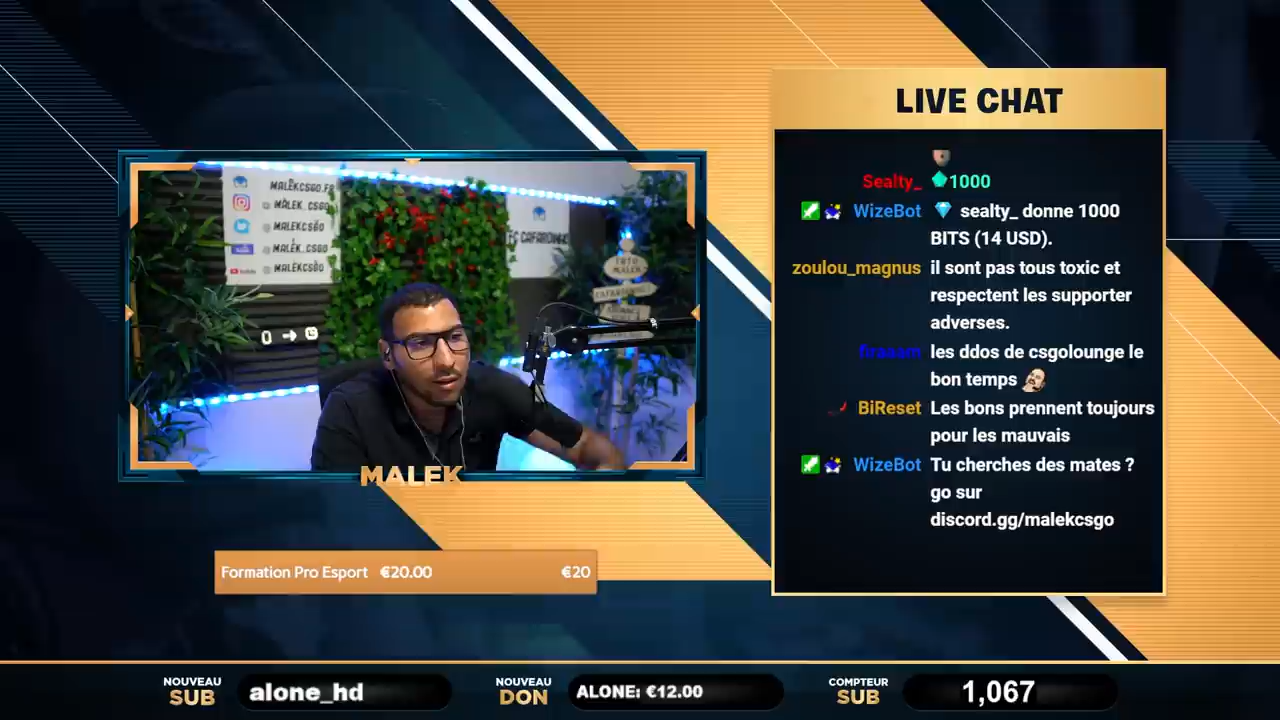 LIVE CHAT
Sealty_ 1000
WizeBot sealty_ donne 1000
BITS (14 USD).
zoulou_magnus il sont pas tous toxic et
respectent les supporter
adverses.
firaaam les ddos de csgolounge le
bon temps
BiReset Les bons prennent toujours
pour les mauvais
WizeBot Tu cherches des mates ?
go sur
discord.gg/malekcsgo
MALEKCSGO.FR
MALEK_CSGO
MALEKCSGO
MALEK_CSGO
MALEKCSGO
MALEK
Formation Pro Esport €20.00 €20
NOUVEAU
SUB
alone_hd
NOUVEAU
DON
ALONE: €12.00
COMPTEUR
SUB
1,067